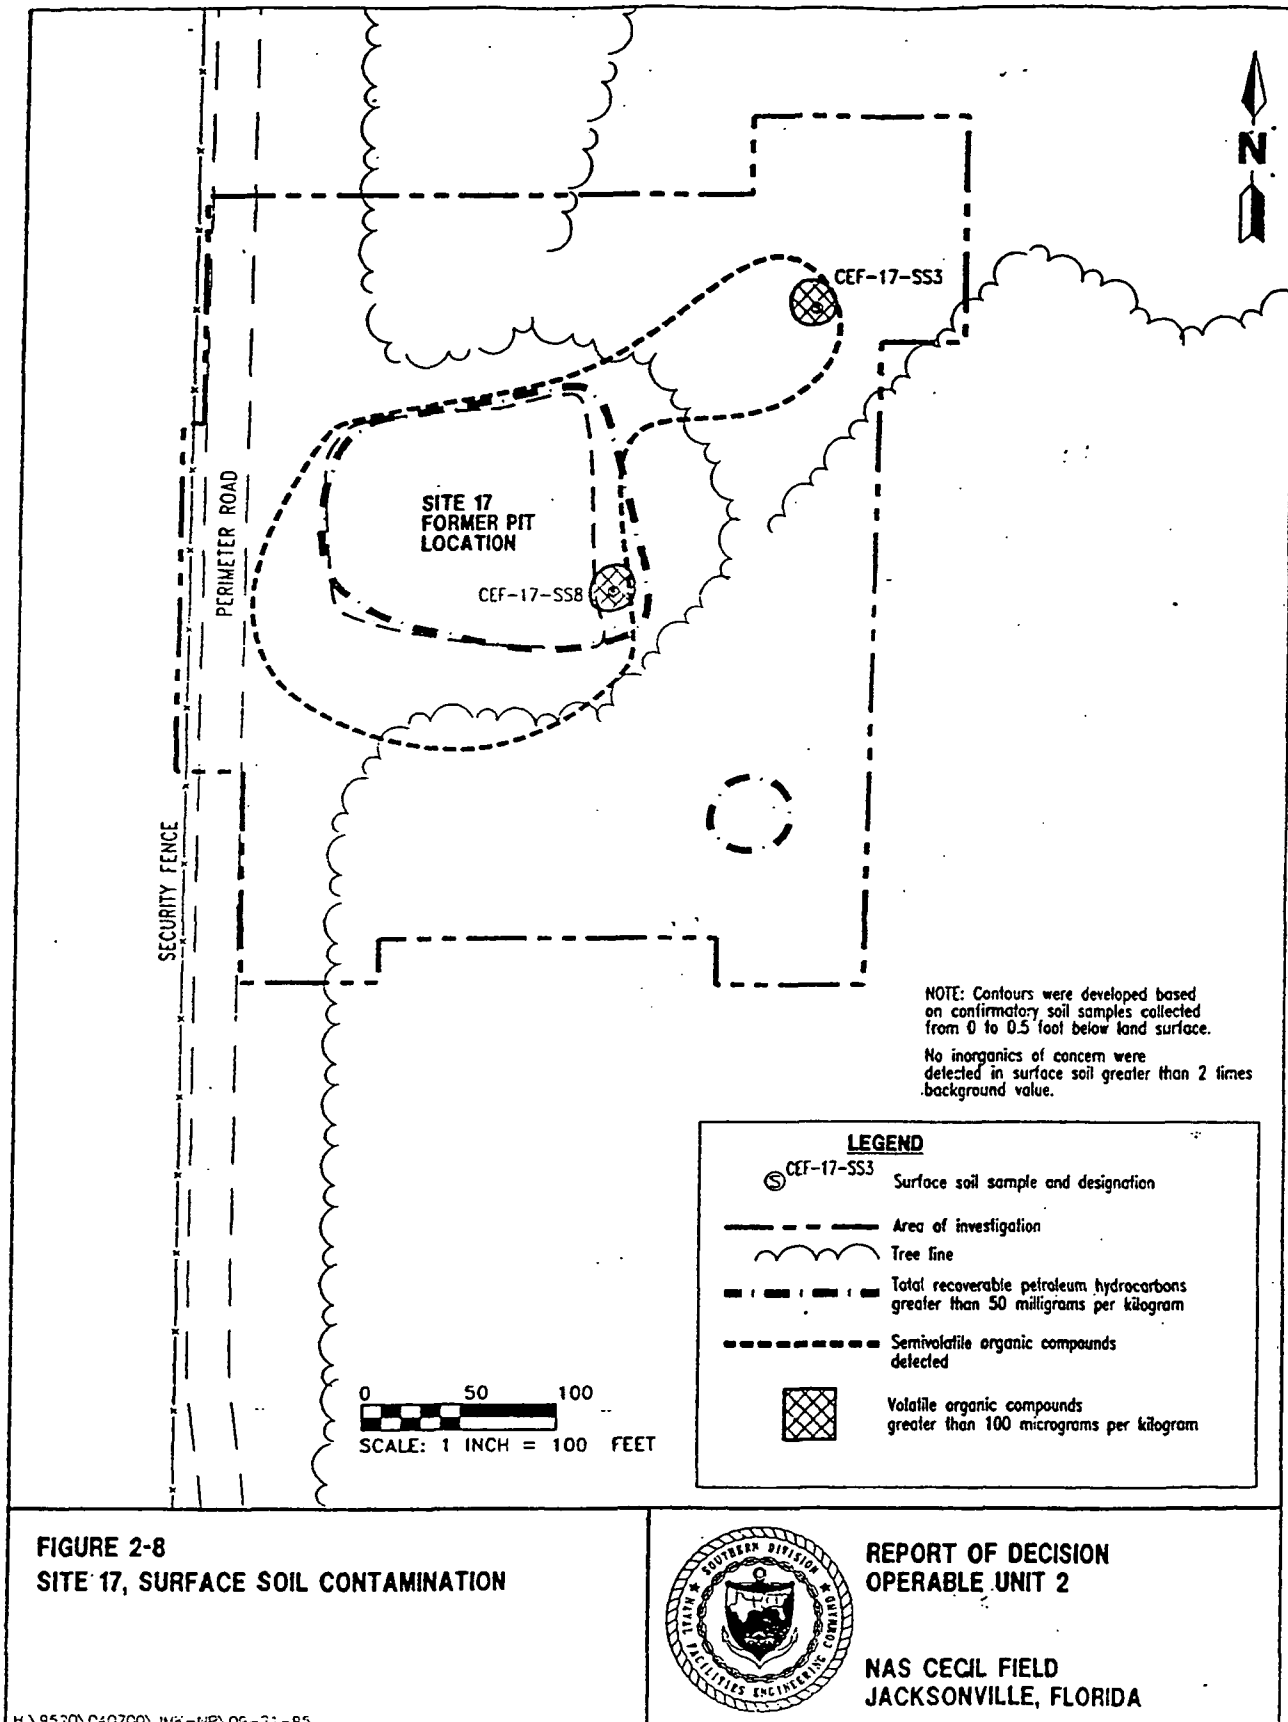 N
CEF-17-SS3
SITE 17
FORMER PIT
LOCATION
CEF-17-SS8
PERIMETER ROAD
SECURITY FENCE
NOTE: Contours were developed based
on confirmatory soil samples collected
from 0 to 0.5 foot below land surface.
No inorganics of concern were
detected in surface soil greater than 2 times
background value.
LEGEND
CEF-17-SS3
S
Surface soil sample and designation
Area of investigation
Tree line
Total recoverable petroleum hydrocarbons
greater than 50 milligrams per kilogram
Semivolatile organic compounds
detected
Volatile organic compounds
greater than 100 micrograms per kilogram
0 50 100
SCALE: 1 INCH = 100 FEET
FIGURE 2-8
SITE 17, SURFACE SOIL CONTAMINATION
SOUTHERN DIVISION
NAVAL FACILITIES ENGINEERING COMMAND
REPORT OF DECISION
OPERABLE UNIT 2
NAS CECIL FIELD
JACKSONVILLE, FLORIDA